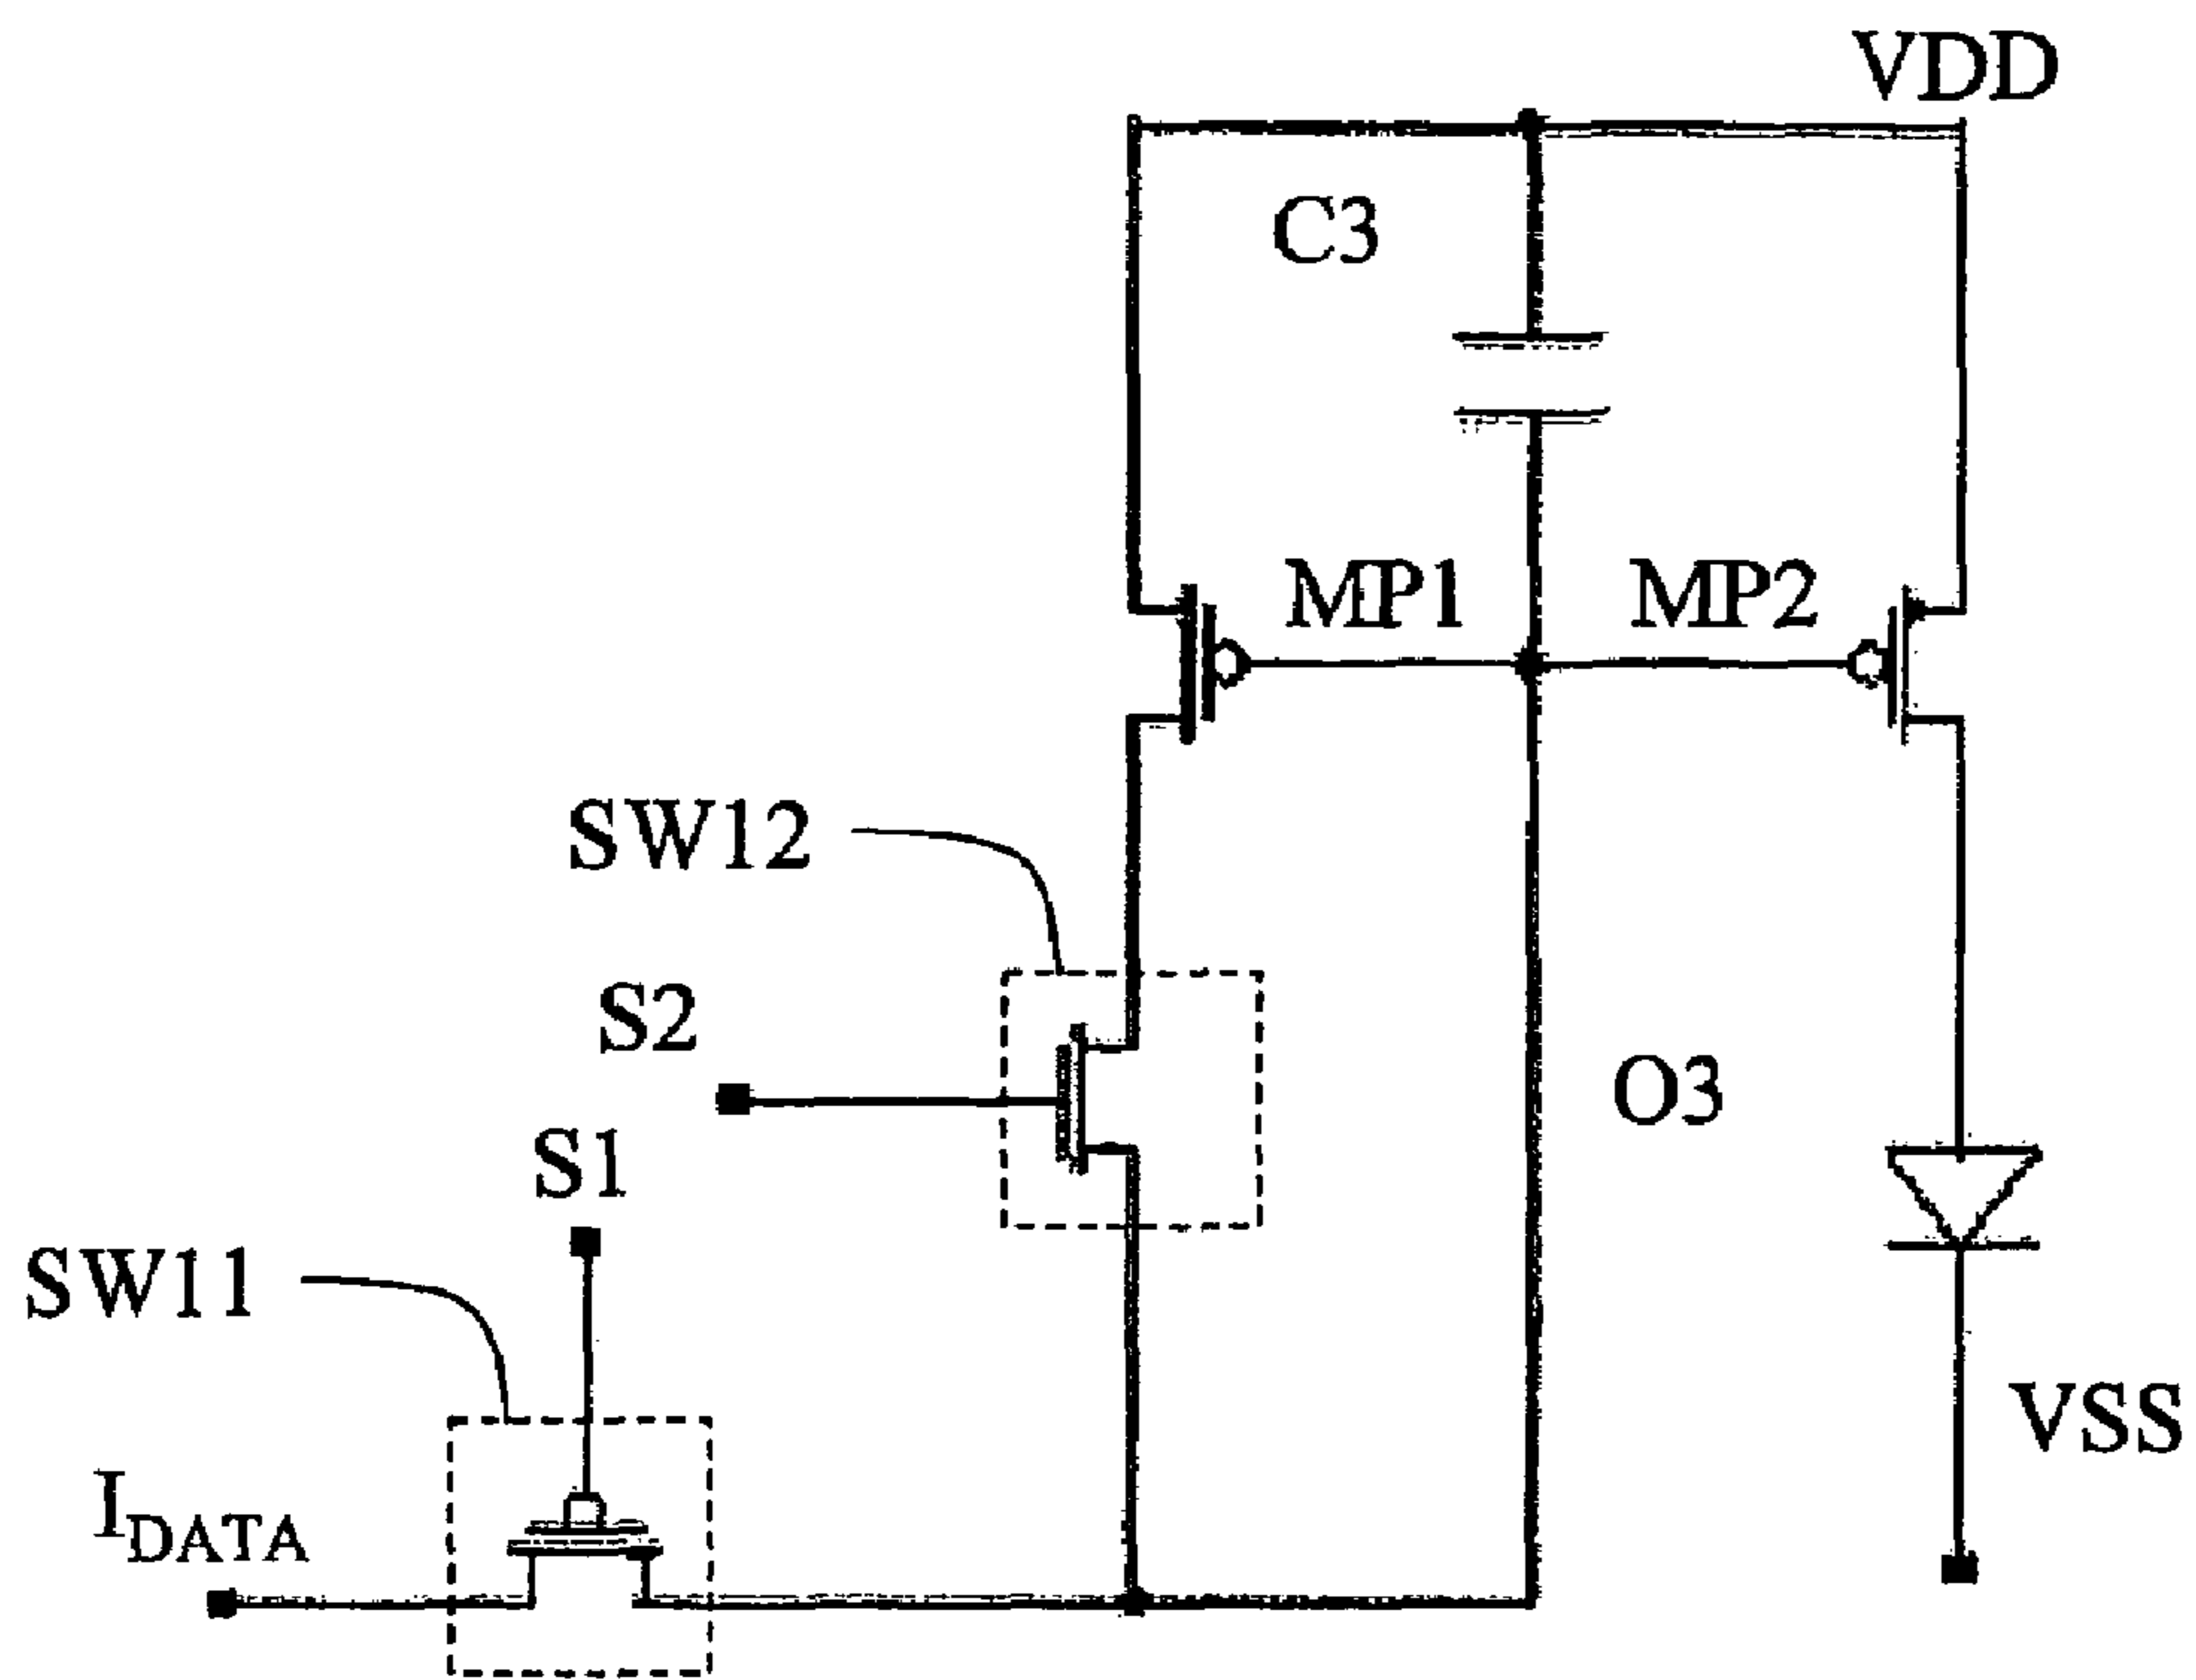 VDD
C3
MP1
MP2
SW12
S2
O3
S1
SW11
VSS
IDATA